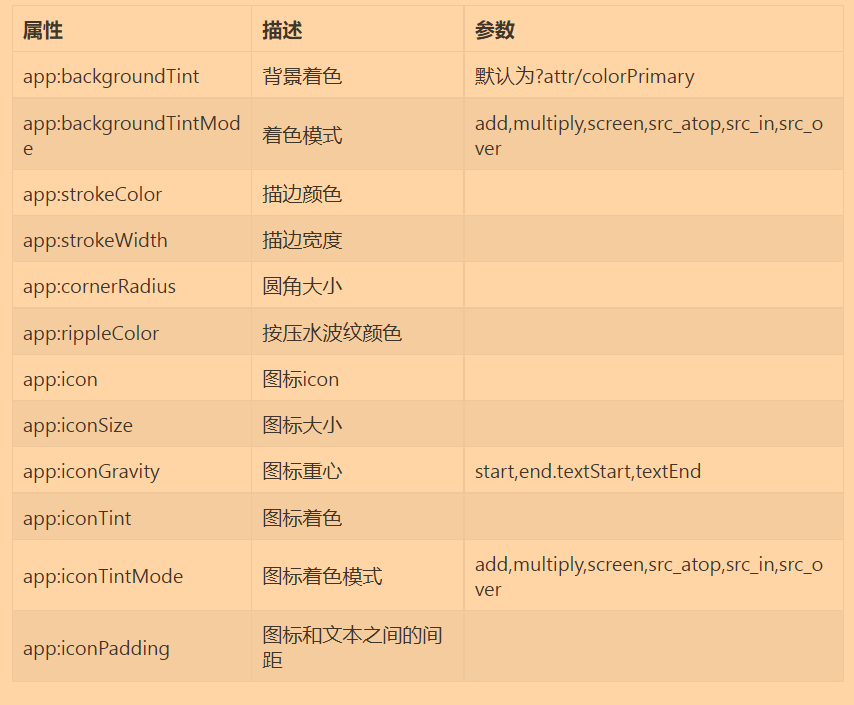 属性 描述 参数
app:backgroundTint 背景着色 默认为?attr/colorPrimary
app:backgroundTintMod
e
着色模式
add,multiply,screen,src_atop,src_in,src_o
ver
app:strokeColor 描边颜色
app:strokeWidth 描边宽度
app:cornerRadius 圆角大小
app:rippleColor 按压水波纹颜色
app:icon 图标icon
app:iconSize 图标大小
app:iconGravity 图标重心 start,end.textStart,textEnd
app:iconTint 图标着色
app:iconTintMode 图标着色模式
add,multiply,screen,src_atop,src_in,src_o
ver
app:iconPadding
图标和文本之间的间
距